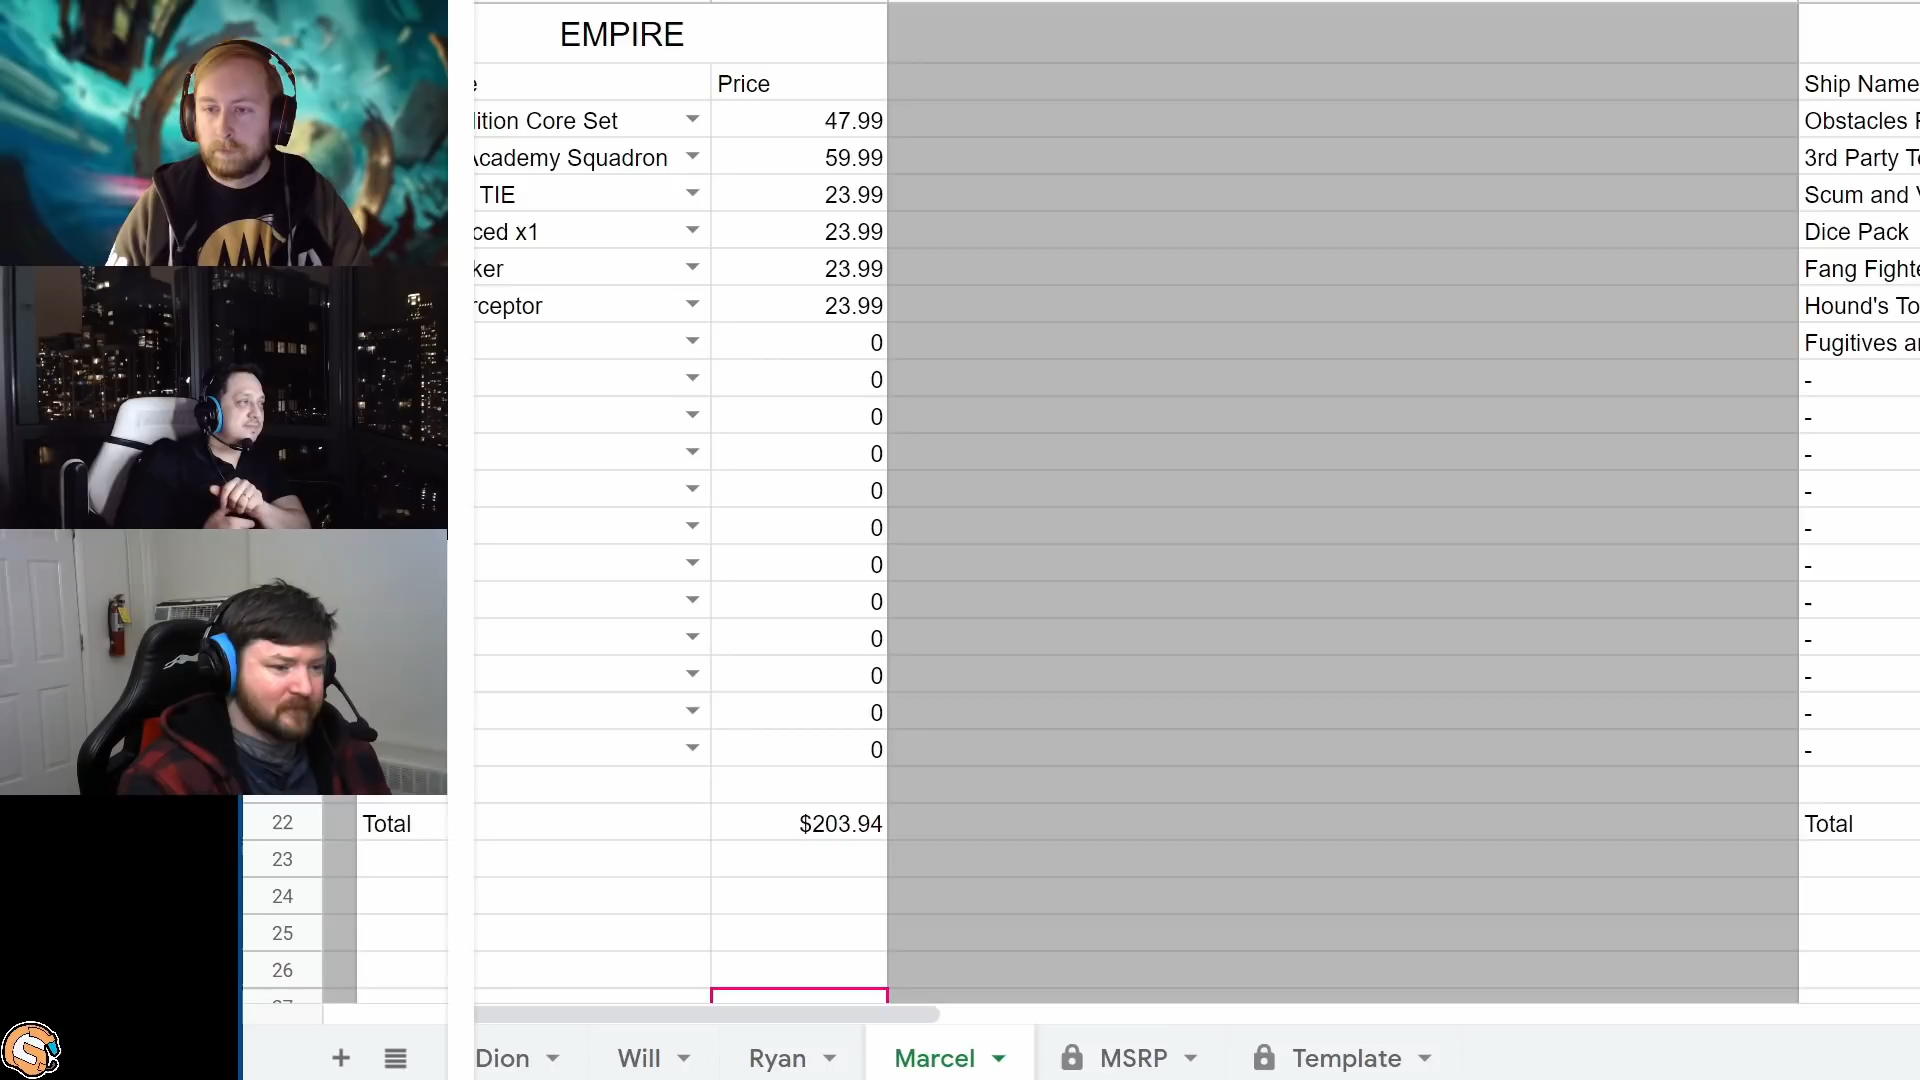 EMPIRE
Price
Ship Name
ition Core Set 47.99
Obstacles
Academy Squadron 59.99
3rd Party
TIE 23.99
Scum and
ced x1 23.99
Dice Pack
ker 23.99
Fang Fighte
rceptor 23.99
Hound's To
0
Fugitives a
0
-
0
-
0
-
0
-
0
-
0
-
0
-
0
-
0
-
0
-
0
-
22 Total $203.94
Total
23
24
25
26
27
+ Dion Will Ryan Marcel MSRP Template